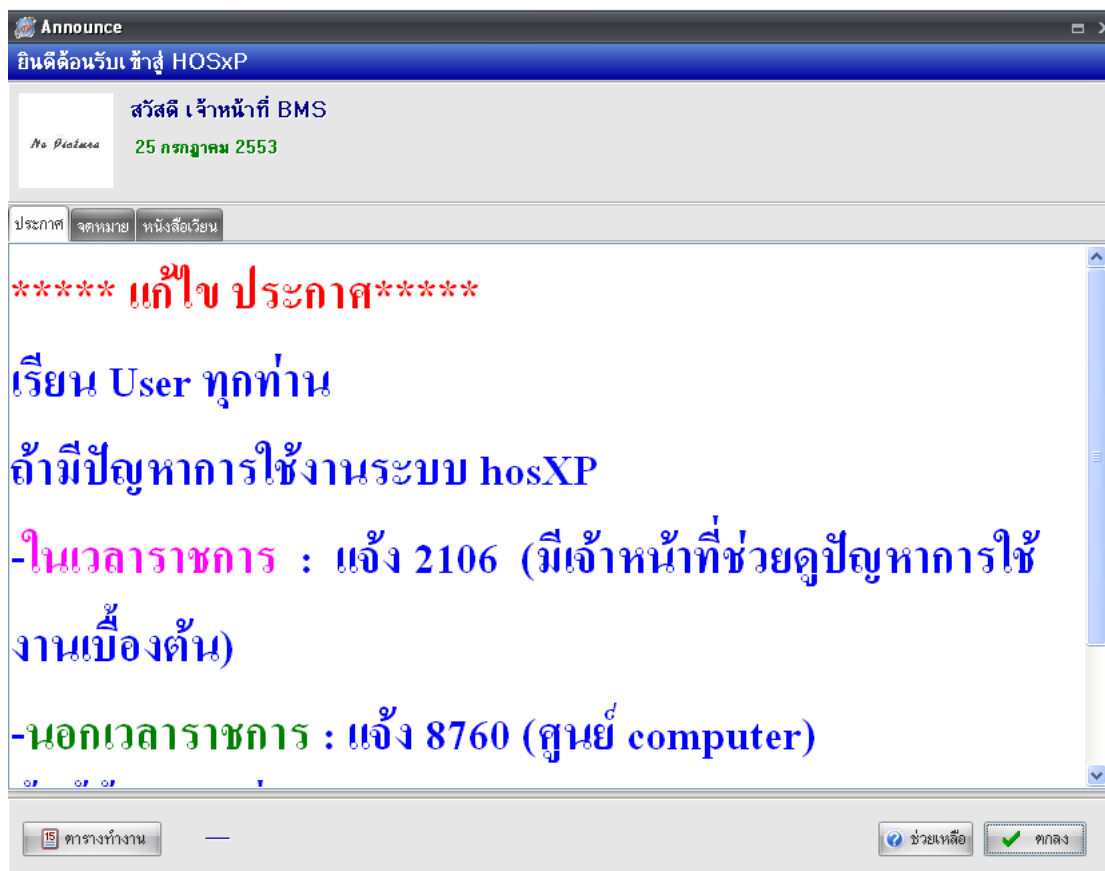 Announce
ยินดีต้อนรับเข้าสู่ HOSxP
สวัสดี เจ้าหน้าที่ BMS
No Picture
25 กรกฎาคม 2553
ประกาศ จดหมาย หนังสือเวียน
***** แก้ไข ประกาศ*****
เรียน User ทุกท่าน
ถ้ามีปัญหาการใช้งานระบบ hosXP
-ในเวลาราชการ : แจ้ง 2106 (มีเจ้าหน้าที่ช่วยดูปัญหาการใช้
งานเบื้องต้น)
-นอกเวลาราชการ : แจ้ง 8760 (ศูนย์ computer)
15 ตารางทำงาน ช่วยเหลือ ตกลง